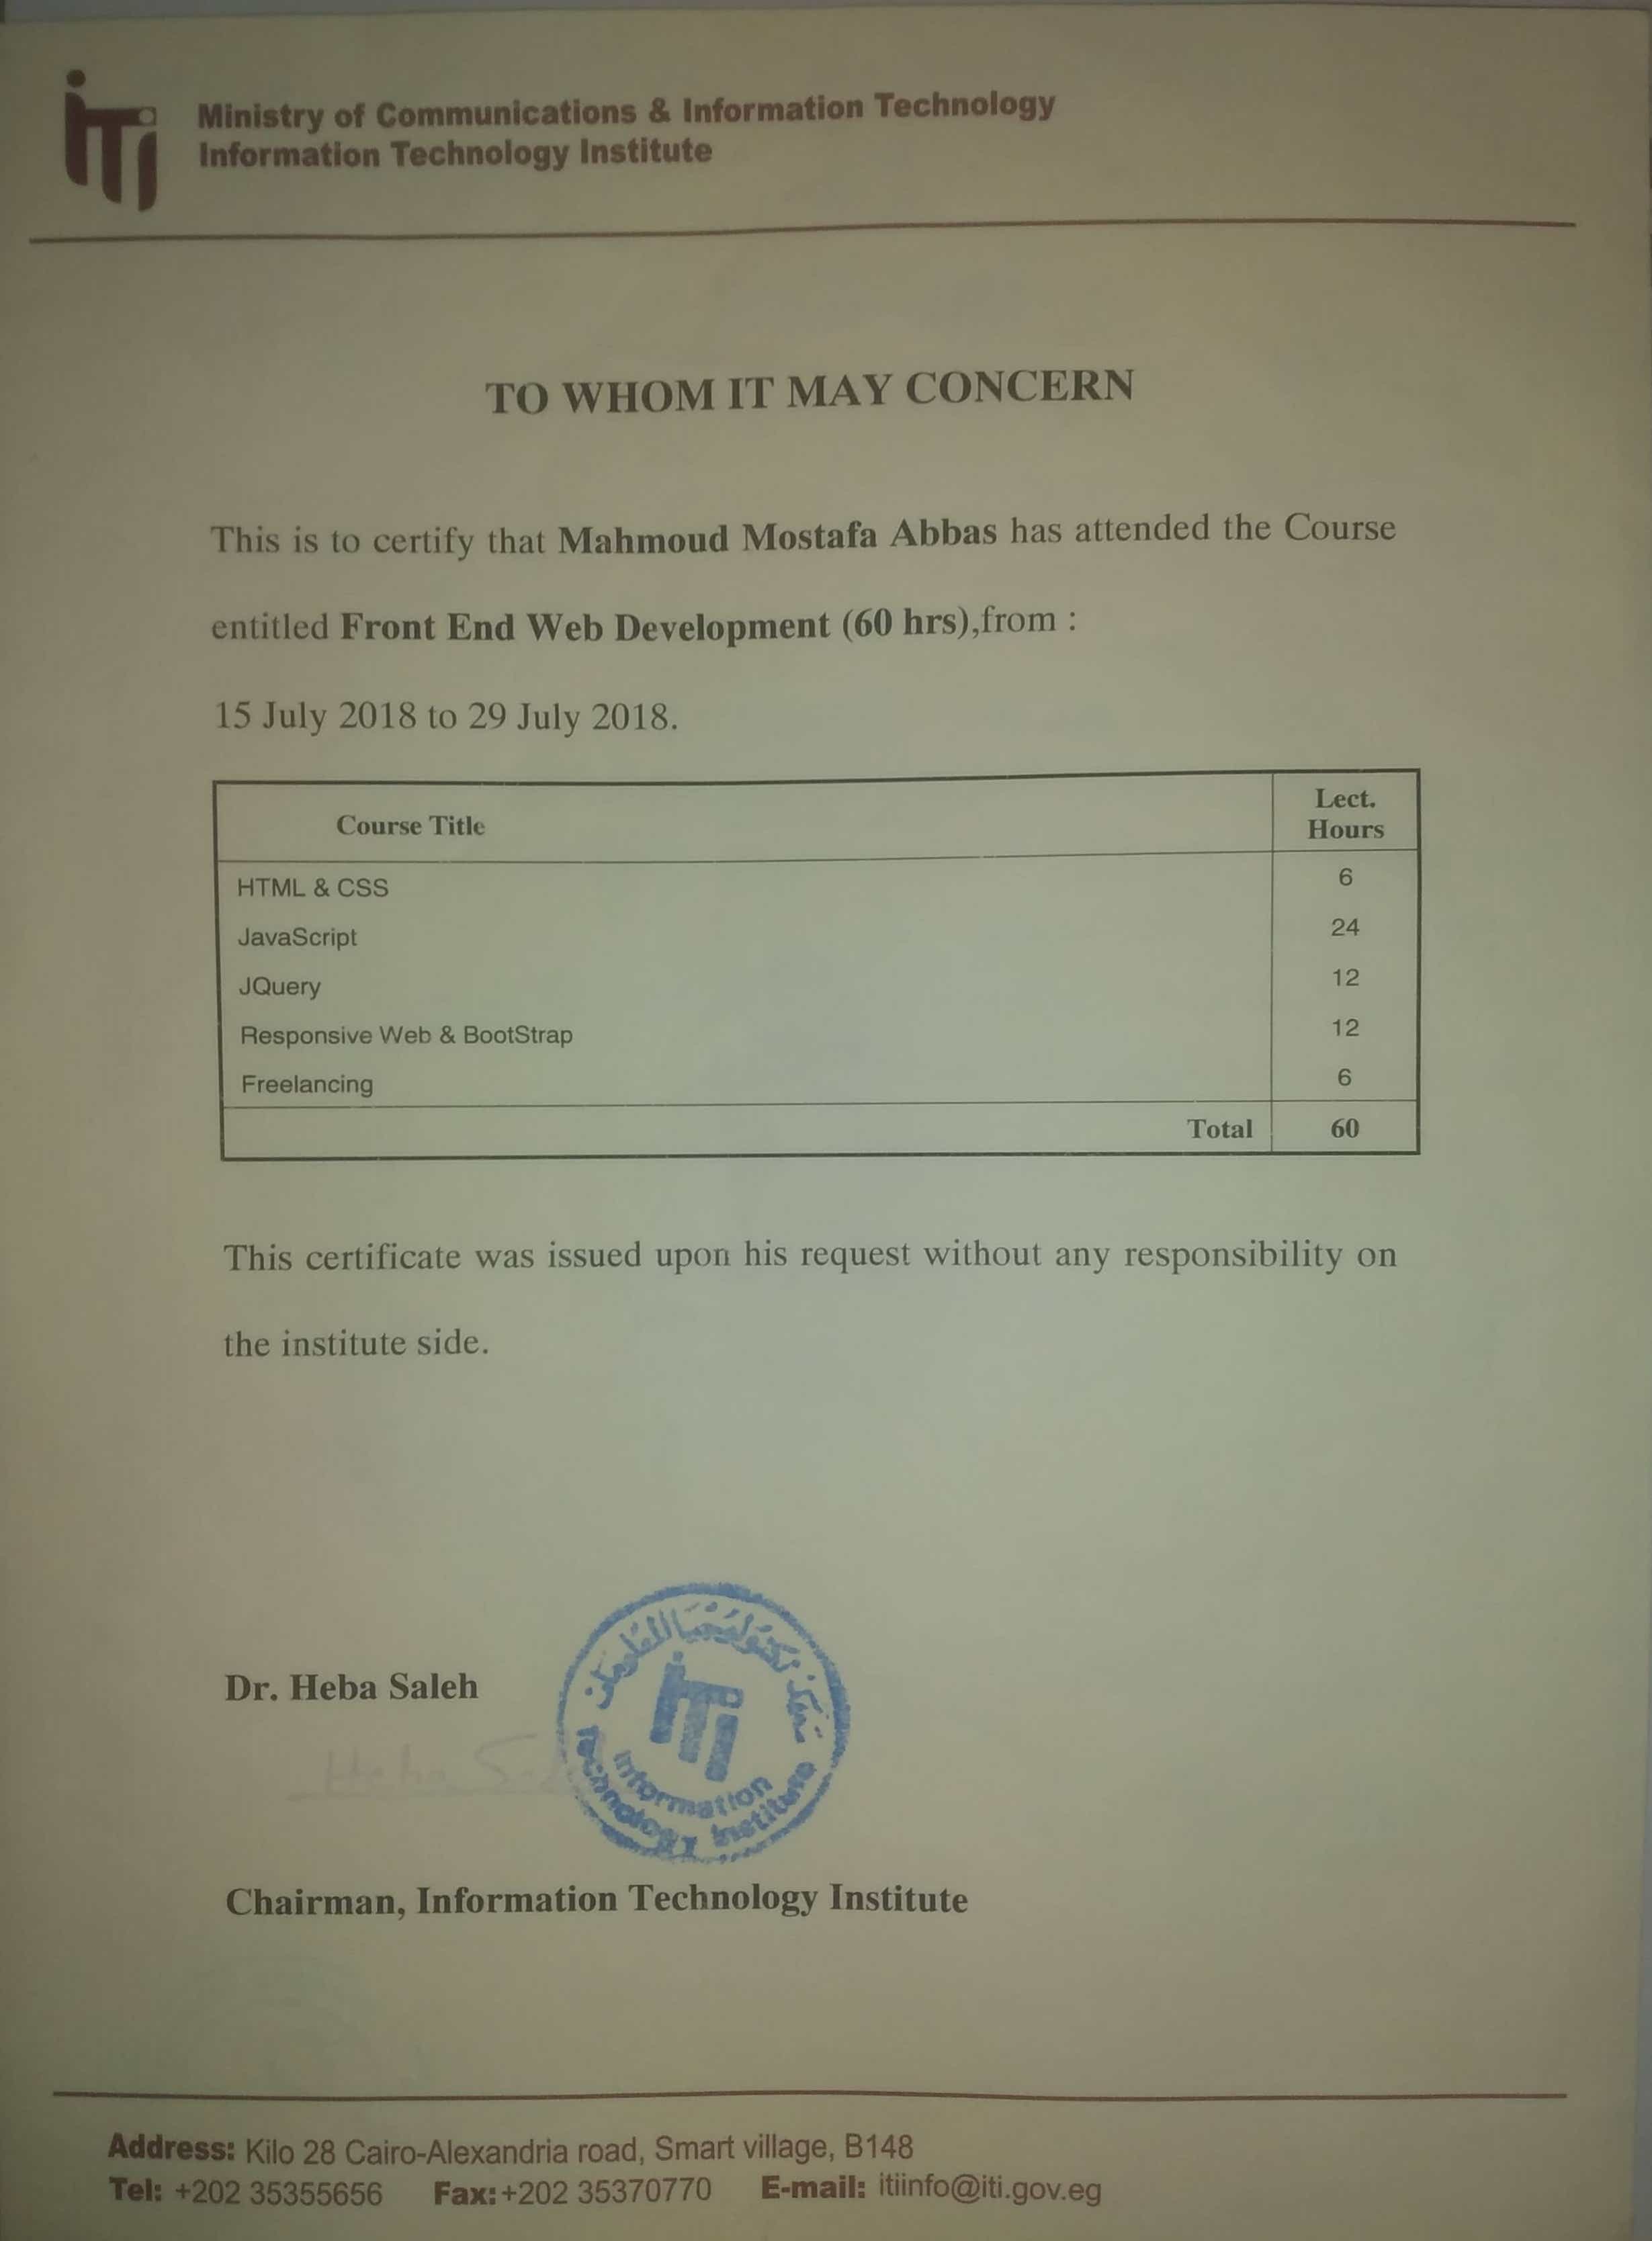 iTi
Ministry of Communications & Information Technology
Information Technology Institute
TO WHOM IT MAY CONCERN
This is to certify that Mahmoud Mostafa Abbas has attended the Course
entitled Front End Web Development (60 hrs),from :
15 July 2018 to 29 July 2018.
Course Title Lect. Hours
HTML & CSS 6
JavaScript 24
JQuery 12
Responsive Web & BootStrap 12
Freelancing 6
Total 60
This certificate was issued upon his request without any responsibility on
the institute side.
Dr. Heba Saleh
Heba
iTi
Information
Technology Institute
Chairman, Information Technology Institute
Address: Kilo 28 Cairo-Alexandria road, Smart village, B148
Tel: +202 35355656 Fax:+202 35370770 E-mail: itiinfo@iti.gov.eg